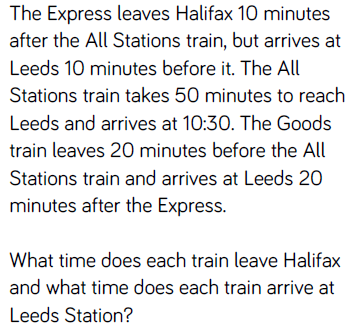 The Express leaves Halifax 10 minutes
after the All Stations train, but arrives at
Leeds 10 minutes before it. The All
Stations train takes 50 minutes to reach
Leeds and arrives at 10:30. The Goods
train leaves 20 minutes before the All
Stations train and arrives at Leeds 20
minutes after the Express.

What time does each train leave Halifax
and what time does each train arrive at
Leeds Station?